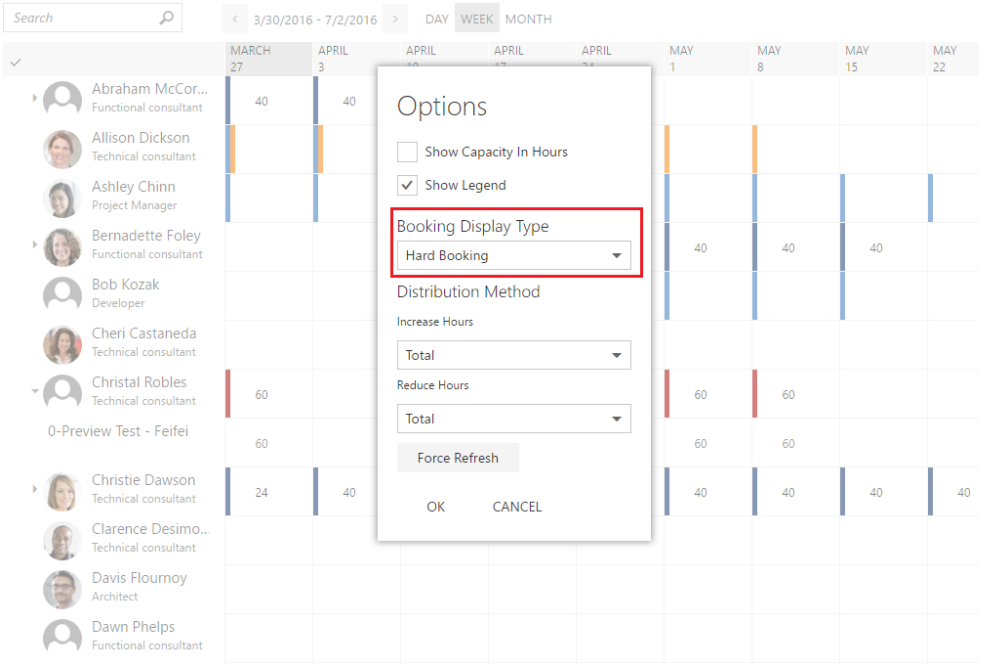 Search
3/30/2016 - 7/2/2016 DAY WEEK MONTH
MARCH APRIL APRIL APRIL APRIL MAY MAY MAY MAY
27 3 1 8 15 22
Options
Show Capacity In Hours
Show Legend
Booking Display Type
Hard Booking
Distribution Method
Increase Hours
Total
Reduce Hours
Total
Force Refresh
OK CANCEL
Abraham McCor... 40 40
Functional consultant
Allison Dickson
Technical consultant
Ashley Chinn
Project Manager
Bernadette Foley 40 40 40
Functional consultant
Bob Kozak
Developer
Cheri Castaneda
Technical consultant
Christal Robles 60 60 60
Technical consultant
0-Preview Test - Feifei 60 60 60
Christie Dawson 24 40 40 40 40 40
Technical consultant
Clarence Desimo...
Technical consultant
Davis Flournoy
Architect
Dawn Phelps
Functional consultant